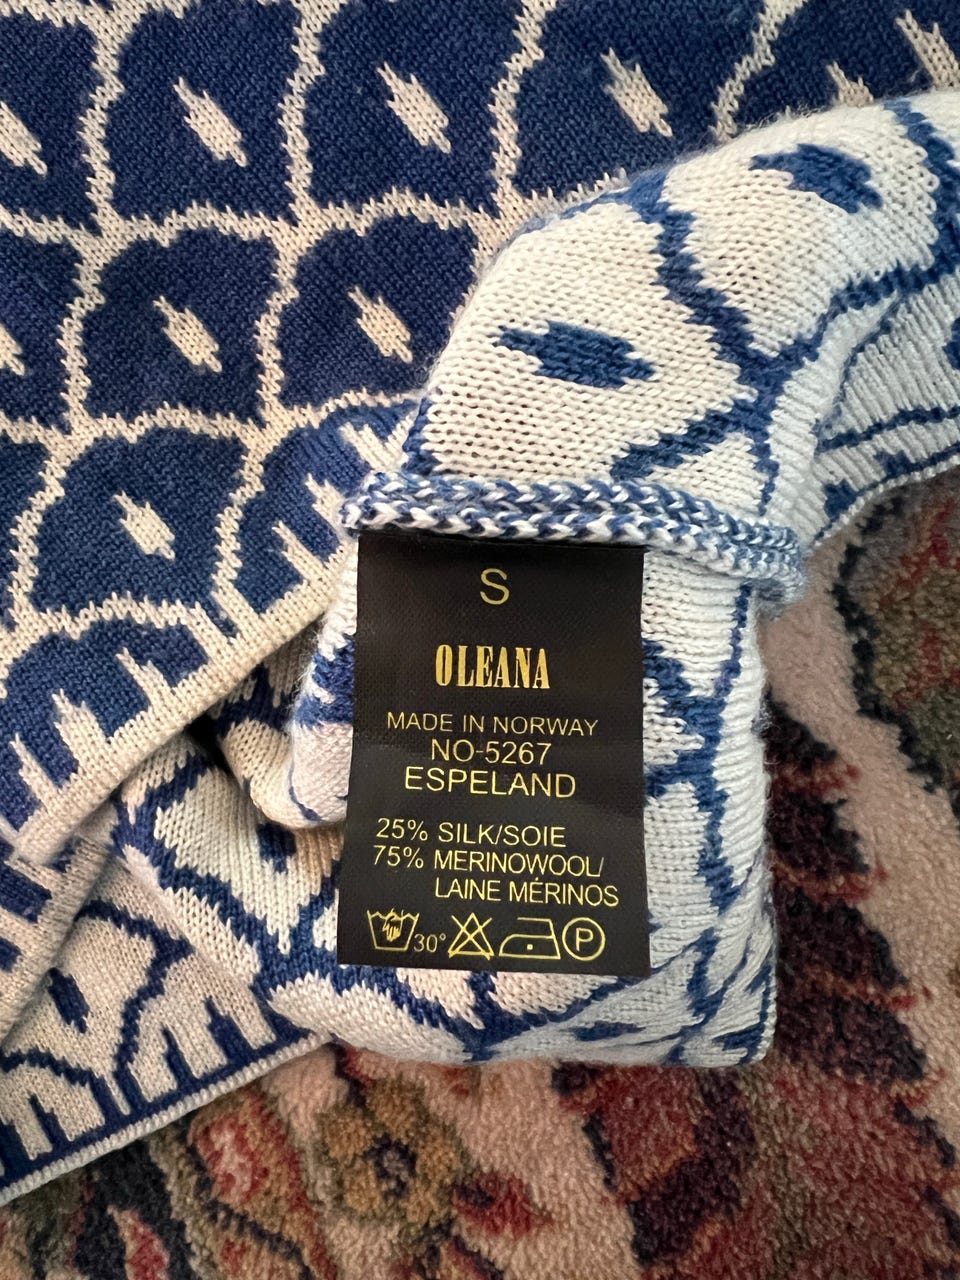 S
OLEANA
MADE IN NORWAY
NO-5267
ESPELAND
25% SILK/SOIE
75% MERINOWOOL/
LAINE MÉRINOS
30° P